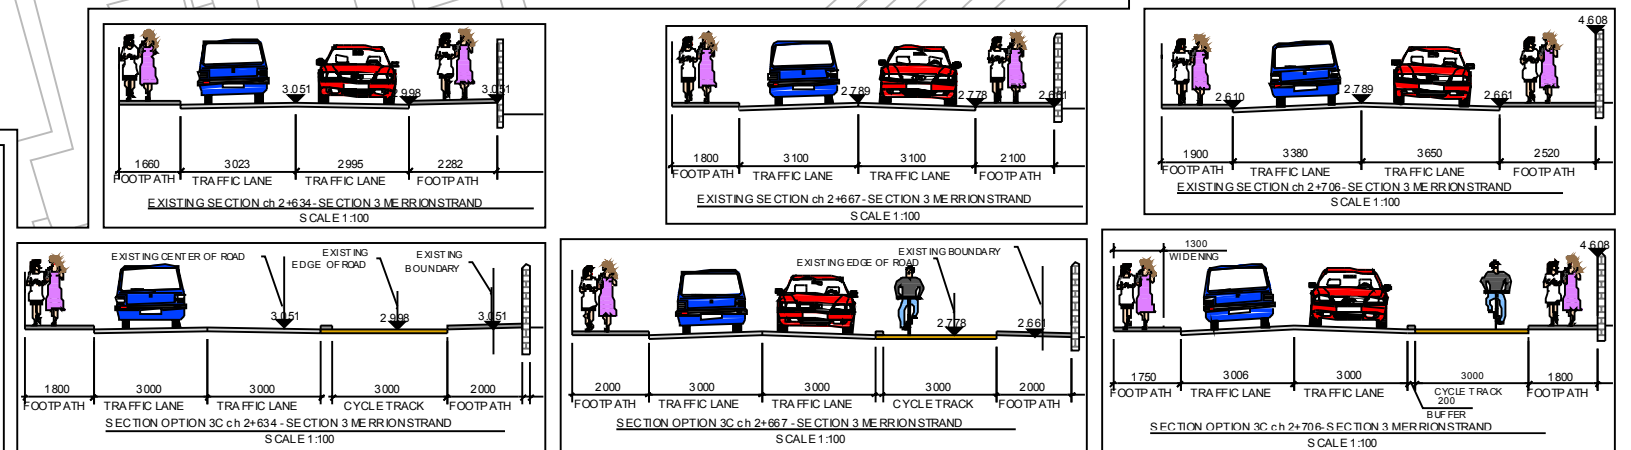 3.051
2.998
3.051
1660
3023
2995
2282
FOOTPATH
TRAFFIC LANE
TRAFFIC LANE
FOOTPATH
EXISTING SECTION ch 2+634-SECTION 3 MERRION STRAND
SCALE 1:100
2.789
2.778
2.661
1800
3100
3100
2100
FOOTPATH
TRAFFIC LANE
TRAFFIC LANE
FOOTPATH
EXISTING SECTION ch 2+667-SECTION 3 MERRION STRAND
SCALE 1:100
4.608
2.610
2.789
2.661
1900
3380
3650
2520
FOOTPATH
TRAFFIC LANE
TRAFFIC LANE
FOOTPATH
EXISTING SECTION ch 2+706-SECTION 3 MERRION STRAND
SCALE 1:100
EXISTING CENTER OF ROAD
EXISTING
EDGE OF ROAD
EXISTING
BOUNDARY
3.051
2.998
3.051
1800
3000
3000
3000
2000
FOOTPATH
TRAFFIC LANE
TRAFFIC LANE
CYCLE TRACK
FOOTPATH
SECTION OPTION 3C ch 2+634 - SECTION 3 MERRION STRAND
SCALE 1:100
EXISTING BOUNDARY
EXISTING EDGE OF ROAD
2.778
2.661
2000
3000
3000
3000
2000
FOOTPATH
TRAFFIC LANE
TRAFFIC LANE
CYCLE TRACK
FOOTPATH
SECTION OPTION 3C ch 2+667 - SECTION 3 MERRION STRAND
SCALE 1:100
1300
WIDENING
4.608
1750
3006
3000
3000
1800
FOOTPATH
TRAFFIC LANE
TRAFFIC LANE
CYCLE TRACK
FOOTPATH
200
BUFFER
SECTION OPTION 3C ch 2+706-SECTION 3 MERRION STRAND
SCALE 1:100